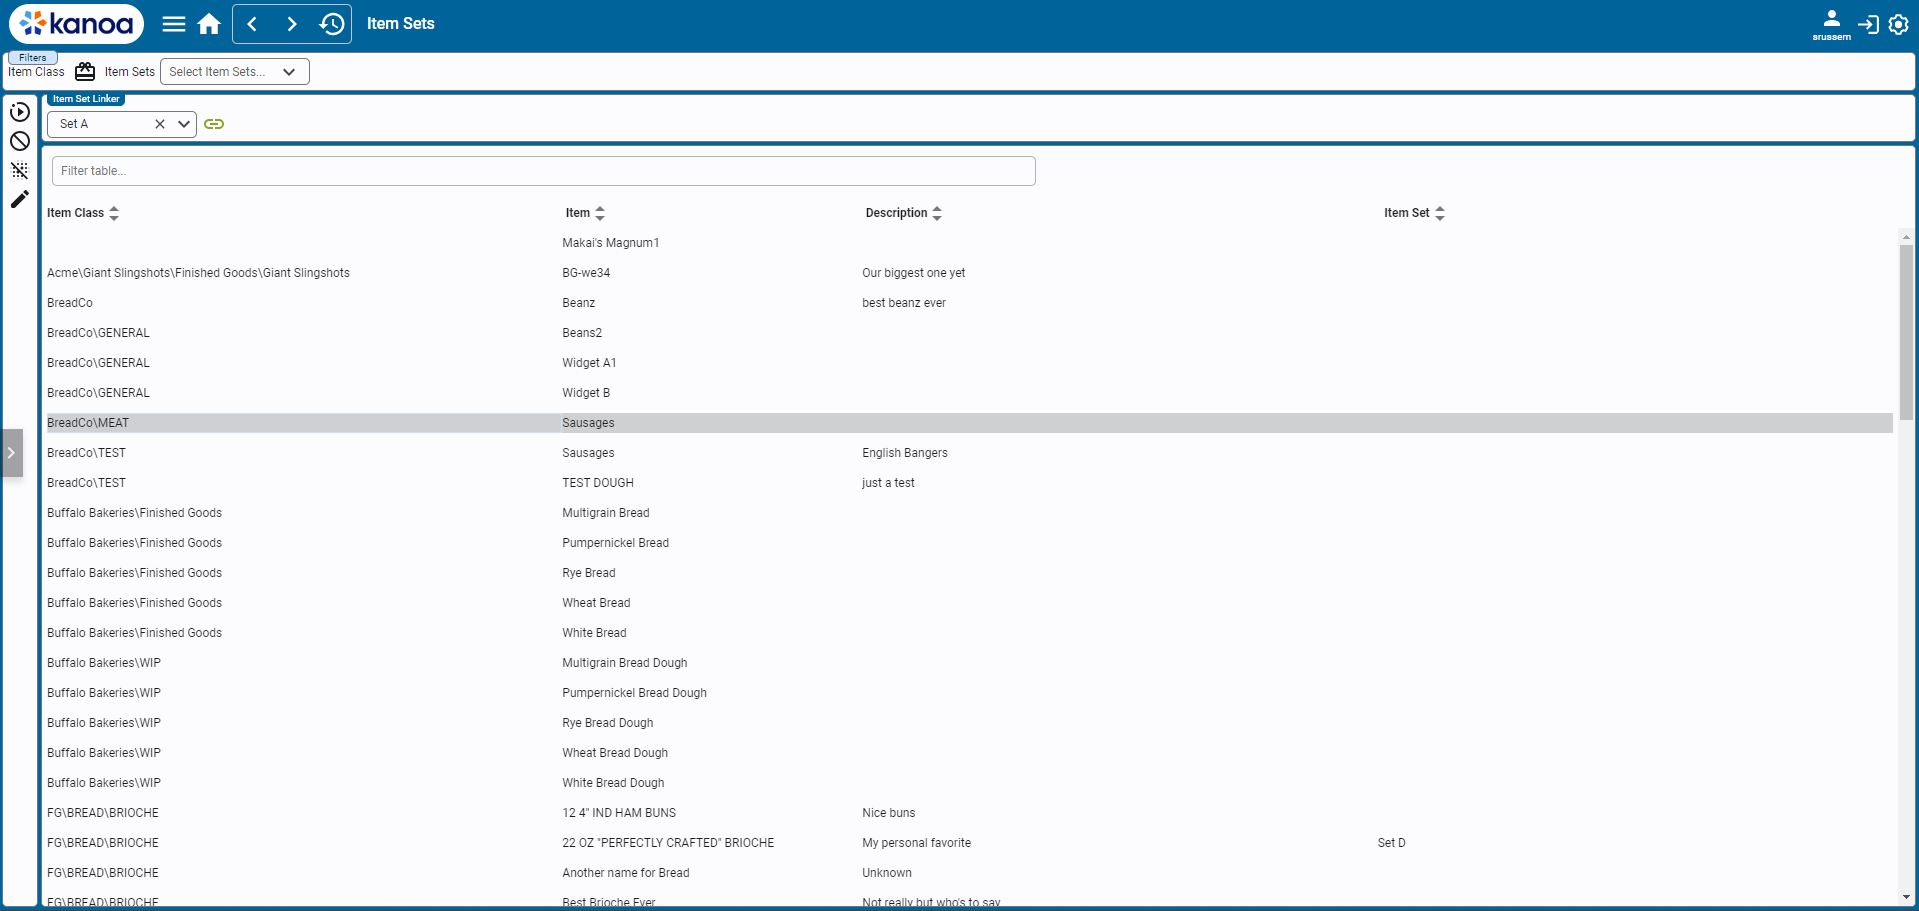 kanoa
Item Sets
srussem
Filters
Item Class Item Sets Select Item Sets...
Item Set Linker
Set A
Filter table...
Item Class Item Description Item Set
Makai's Magnum1
Acme\Giant Slingshots\Finished Goods\Giant Slingshots BG-we34 Our biggest one yet
BreadCo Beanz best beanz ever
BreadCo\GENERAL Beans2
BreadCo\GENERAL Widget A1
BreadCo\GENERAL Widget B
BreadCo\MEAT Sausages
BreadCo\TEST Sausages English Bangers
BreadCo\TEST TEST DOUGH just a test
Buffalo Bakeries\Finished Goods Multigrain Bread
Buffalo Bakeries\Finished Goods Pumpernickel Bread
Buffalo Bakeries\Finished Goods Rye Bread
Buffalo Bakeries\Finished Goods Wheat Bread
Buffalo Bakeries\Finished Goods White Bread
Buffalo Bakeries\WIP Multigrain Bread Dough
Buffalo Bakeries\WIP Pumpernickel Bread Dough
Buffalo Bakeries\WIP Rye Bread Dough
Buffalo Bakeries\WIP Wheat Bread Dough
Buffalo Bakeries\WIP White Bread Dough
FG\BREAD\BRIOCHE 12 4" IND HAM BUNS Nice buns
FG\BREAD\BRIOCHE 22 OZ "PERFECTLY CRAFTED" BRIOCHE My personal favorite Set D
FG\BREAD\BRIOCHE Another name for Bread Unknown
FG\BREAD\BRIOCHE Best Brioche Ever Not really but who's to say